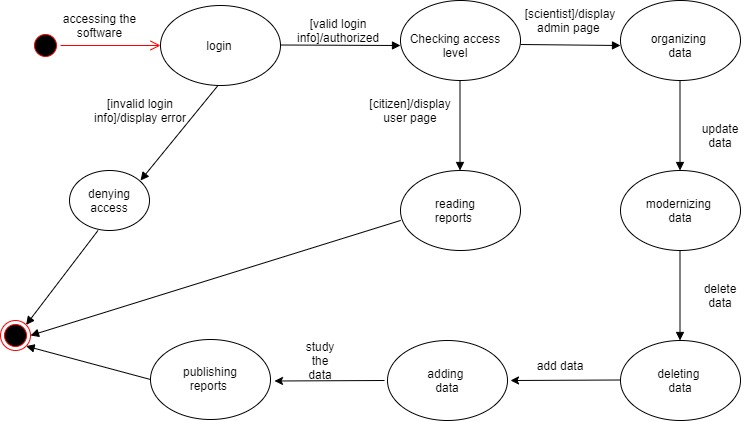 accessing the
software
login
[valid login
info]/authorized
Checking access
level
[scientist]/display
admin page
organizing
data
[invalid login
info]/display error
[citizen]/display
user page
update
data
denying
access
reading
reports
modernizing
data
delete
data
publishing
reports
study
the
data
adding
data
add data
deleting
data